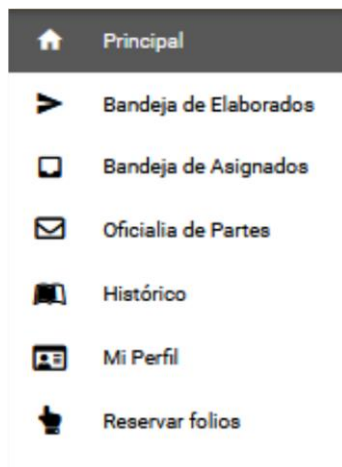 Principal
Bandeja de Elaborados
Bandeja de Asignados
Oficialia de Partes
Histórico
Mi Perfil
Reservar folios